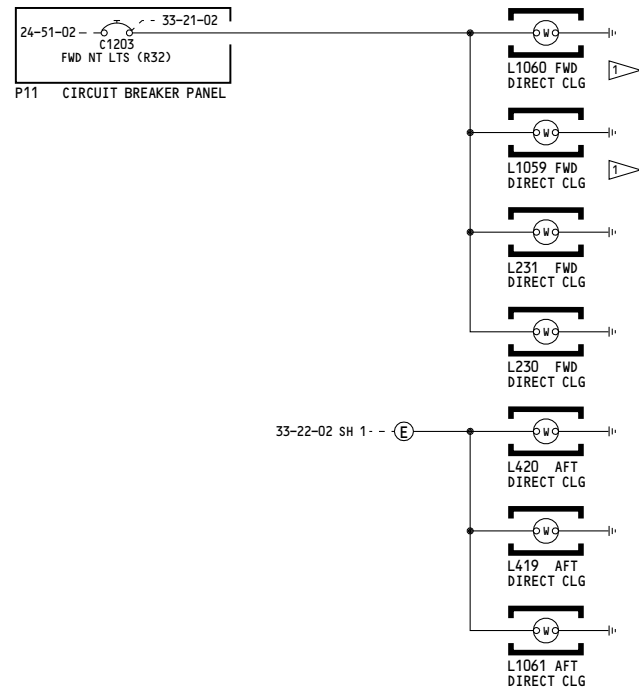 24-51-02
33-21-02
C1203
FWD NT LTS (R32)
P11 CIRCUIT BREAKER PANEL
W
L1060 FWD
DIRECT CLG
1
W
L1059 FWD
DIRECT CLG
1
W
L231 FWD
DIRECT CLG
W
L230 FWD
DIRECT CLG
33-22-02 SH 1
E
W
L420 AFT
DIRECT CLG
W
L419 AFT
DIRECT CLG
W
L1061 AFT
DIRECT CLG